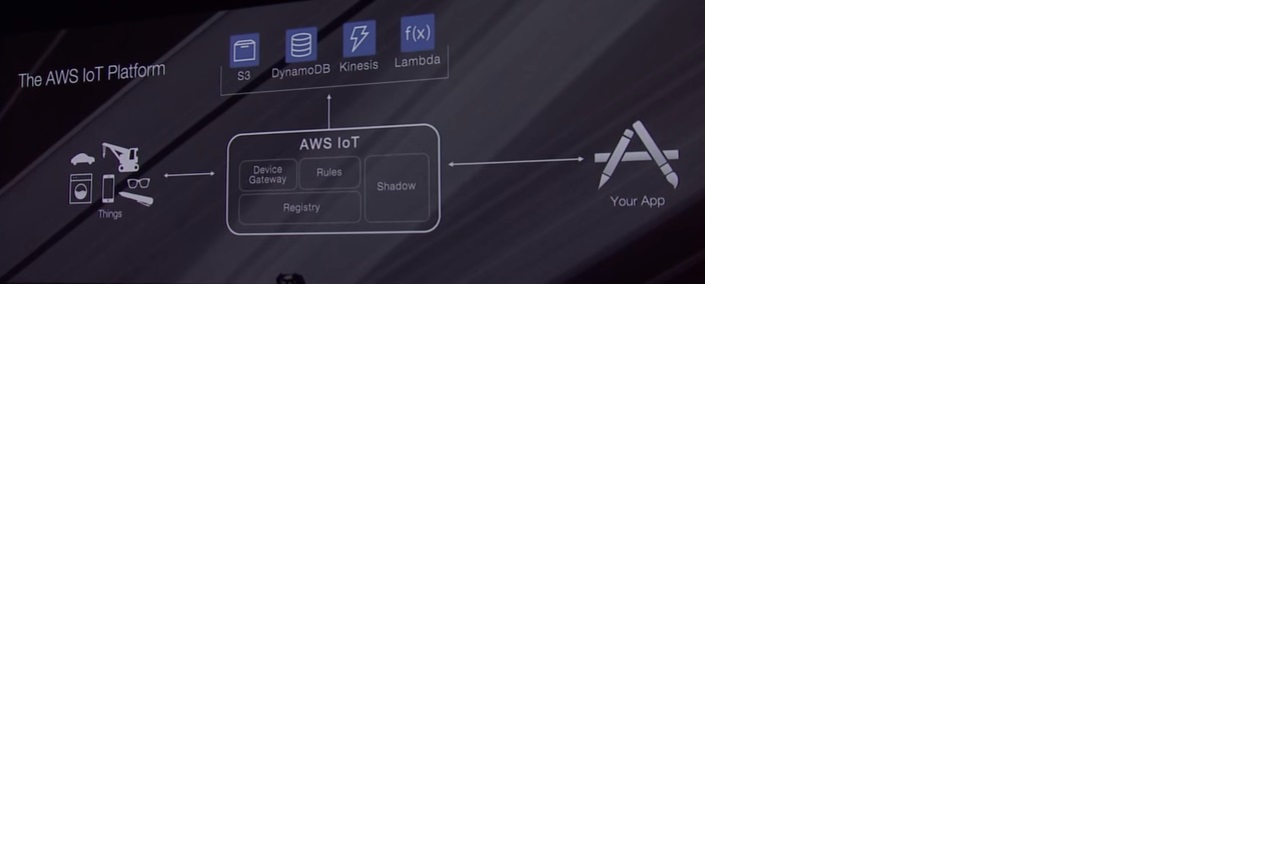 The AWS IoT Platform
f(x)
S3
DynamoDB
Kinesis
Lambda
AWS IoT
Device
Gateway
Rules
Shadow
Registry
Things
Your App